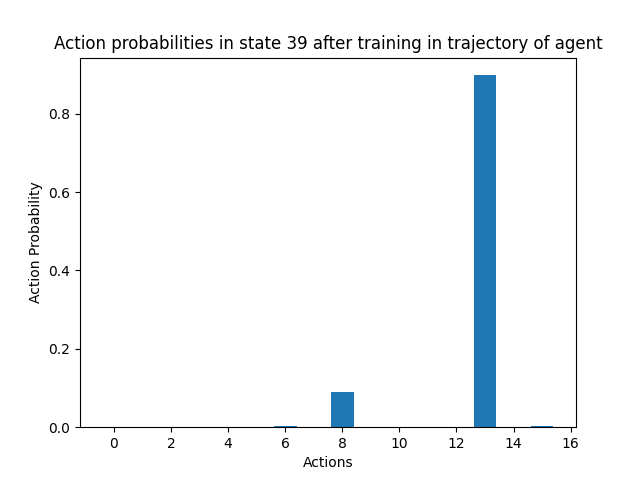 Action probabilities in state 39 after training in trajectory of agent
0.8
0.6
0.4
0.2
0.0
Action Probability
0 2 4 6 8 10 12 14 16
Actions